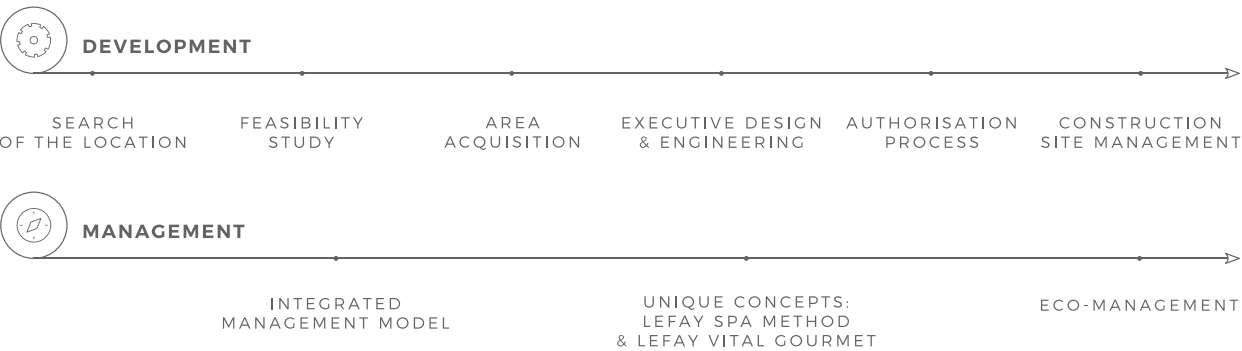 DEVELOPMENT
SEARCH
OF THE LOCATION
FEASIBILITY
STUDY
AREA
ACQUISITION
EXECUTIVE DESIGN
& ENGINEERING
AUTHORISATION
PROCESS
CONSTRUCTION
SITE MANAGEMENT
MANAGEMENT
INTEGRATED
MANAGEMENT MODEL
UNIQUE CONCEPTS:
LEFAY SPA METHOD
& LEFAY VITAL GOURMET
ECO-MANAGEMENT